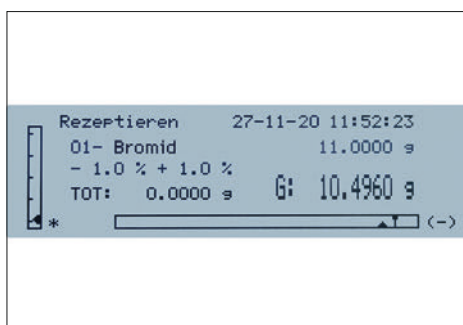 Rezeptieren 27-11-20 11:52:23
01- Bromid 11.0000 g
- 1.0 % + 1.0 %
TOT: 0.0000 g G: 10.4960 g
* (-)